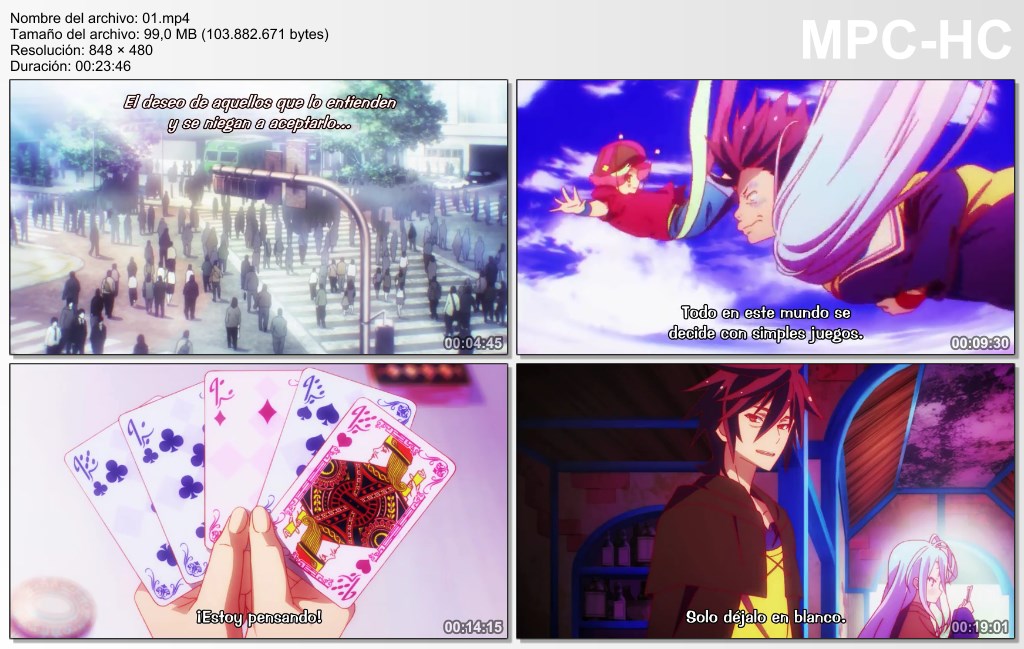 Nombre del archivo: 01.mp4
Tamaño del archivo: 99,0 MB (103.882.671 bytes)
Resolución: 848 × 480
Duración: 00:23:46
MPC-HC
El deseo de aquellos que lo entienden
y se niegan a aceptarlo...
00:04:45
Todo en este mundo se
decide con simples juegos.
00:09:30
¡Estoy pensando!
00:14:15
Solo déjalo en blanco.
00:19:01